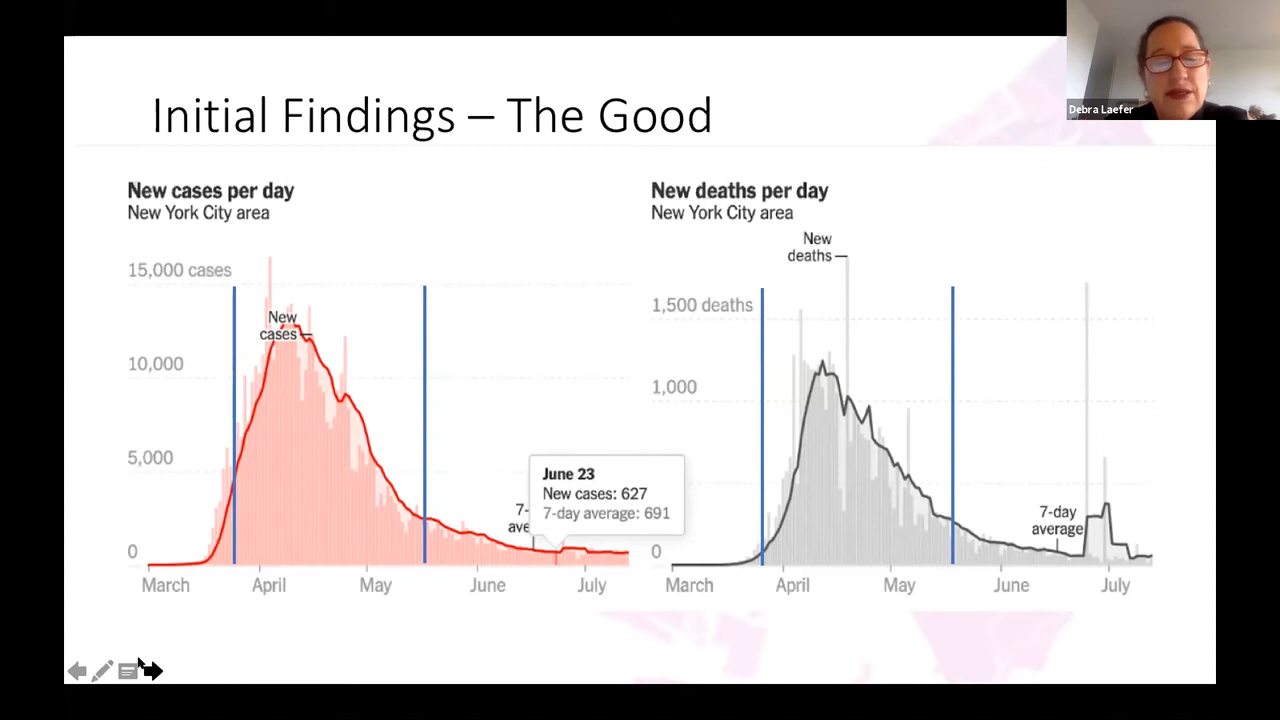 Initial Findings – The Good
Debra Laefer
New cases per day
New York City area
15,000 cases
10,000
5,000
0
New
cases
7-
ave
June 23
New cases: 627
7-day average: 691
March
April
May
June
July
New deaths per day
New York City area
New
deaths
1,500 deaths
1,000
0
7-day
average
March
April
May
June
July